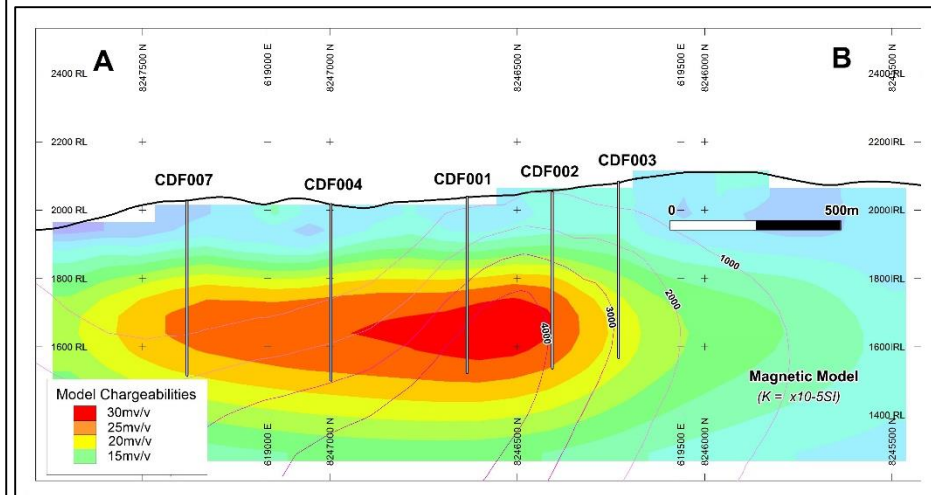 8247500 N
619000 E
8247000 N
8246500 N
619500 E
8246000 N
8245500 N
A
B
2400 RL
2400 RL
2200 RL
2200 RL
CDF007
CDF004
CDF001
CDF002
CDF003
2000 RL
2000 RL
0
500m
1000
2000
3000
4000
1800 RL
1800 RL
1600 RL
1600 RL
Magnetic Model
(K = x10-5SI)
1400 RL
Model Chargeabilities
30mv/v
25mv/v
20mv/v
15mv/v
619000 E
8247000 N
8246500 N
619500 E
8246000 N
8245500 N